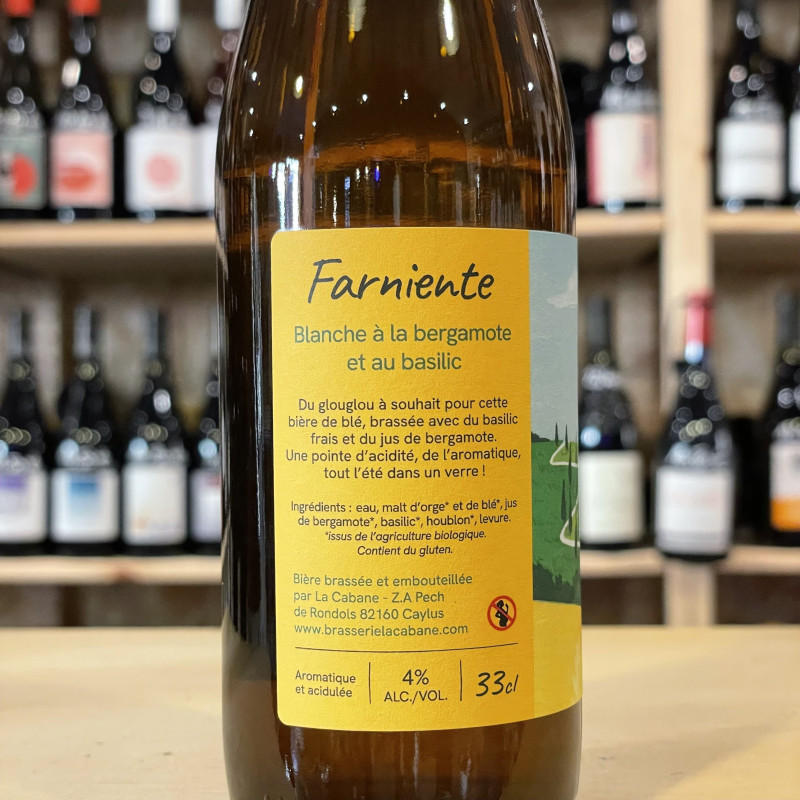 Farniente
Blanche à la bergamote
et au basilic
Du glouglou à souhait pour cette
bière de blé, brassée avec du basilic
frais et du jus de bergamote.
Une pointe d'acidité, de l'aromatique,
tout l'été dans un verre !
Ingrédients : eau, malt d'orge* et de blé*, jus
de bergamote*, basilic*, houblon*, levure.
*issus de l'agriculture biologique.
Contient du gluten.
Bière brassée et embouteillée
par La Cabane - Z.A Pech
de Rondols 82160 Caylus
www.brasserielacabane.com
Aromatique
et acidulée
4%
ALC./VOL.
33cl